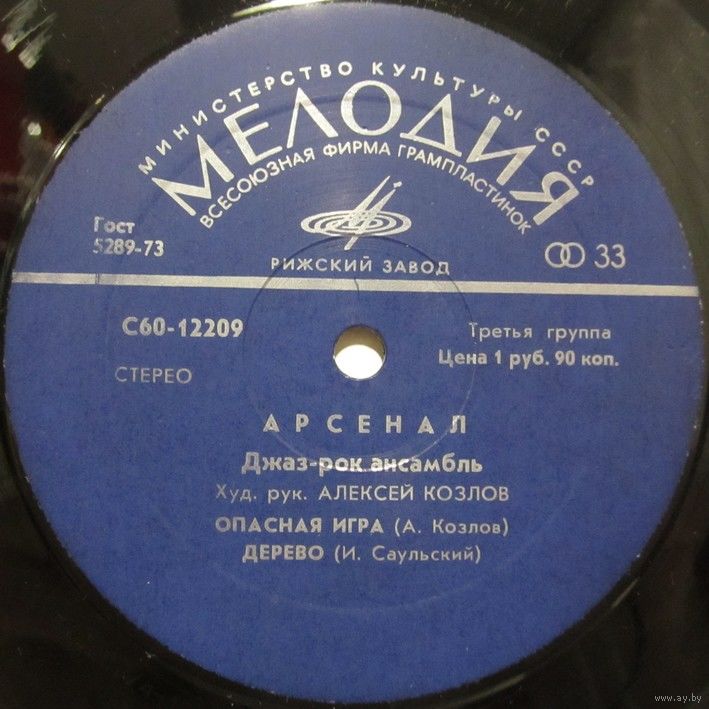 МИНИСТЕРСТВО КУЛЬТУРЫ СССР
МЕЛОДИЯ
ВСЕСОЮЗНАЯ ФИРМА ГРАМПЛАСТИНОК
Гост
5289-73
33
РИЖСКИЙ ЗАВОД
С60-12209
Третья группа
Цена 1 руб. 90 коп.
СТЕРЕО
АРСЕНАЛ
Джаз-рок ансамбль
Худ. рук. АЛЕКСЕЙ КОЗЛОВ
ОПАСНАЯ ИГРА (А. Козлов)
ДЕРЕВО (И. Саульский)
www.ay.by